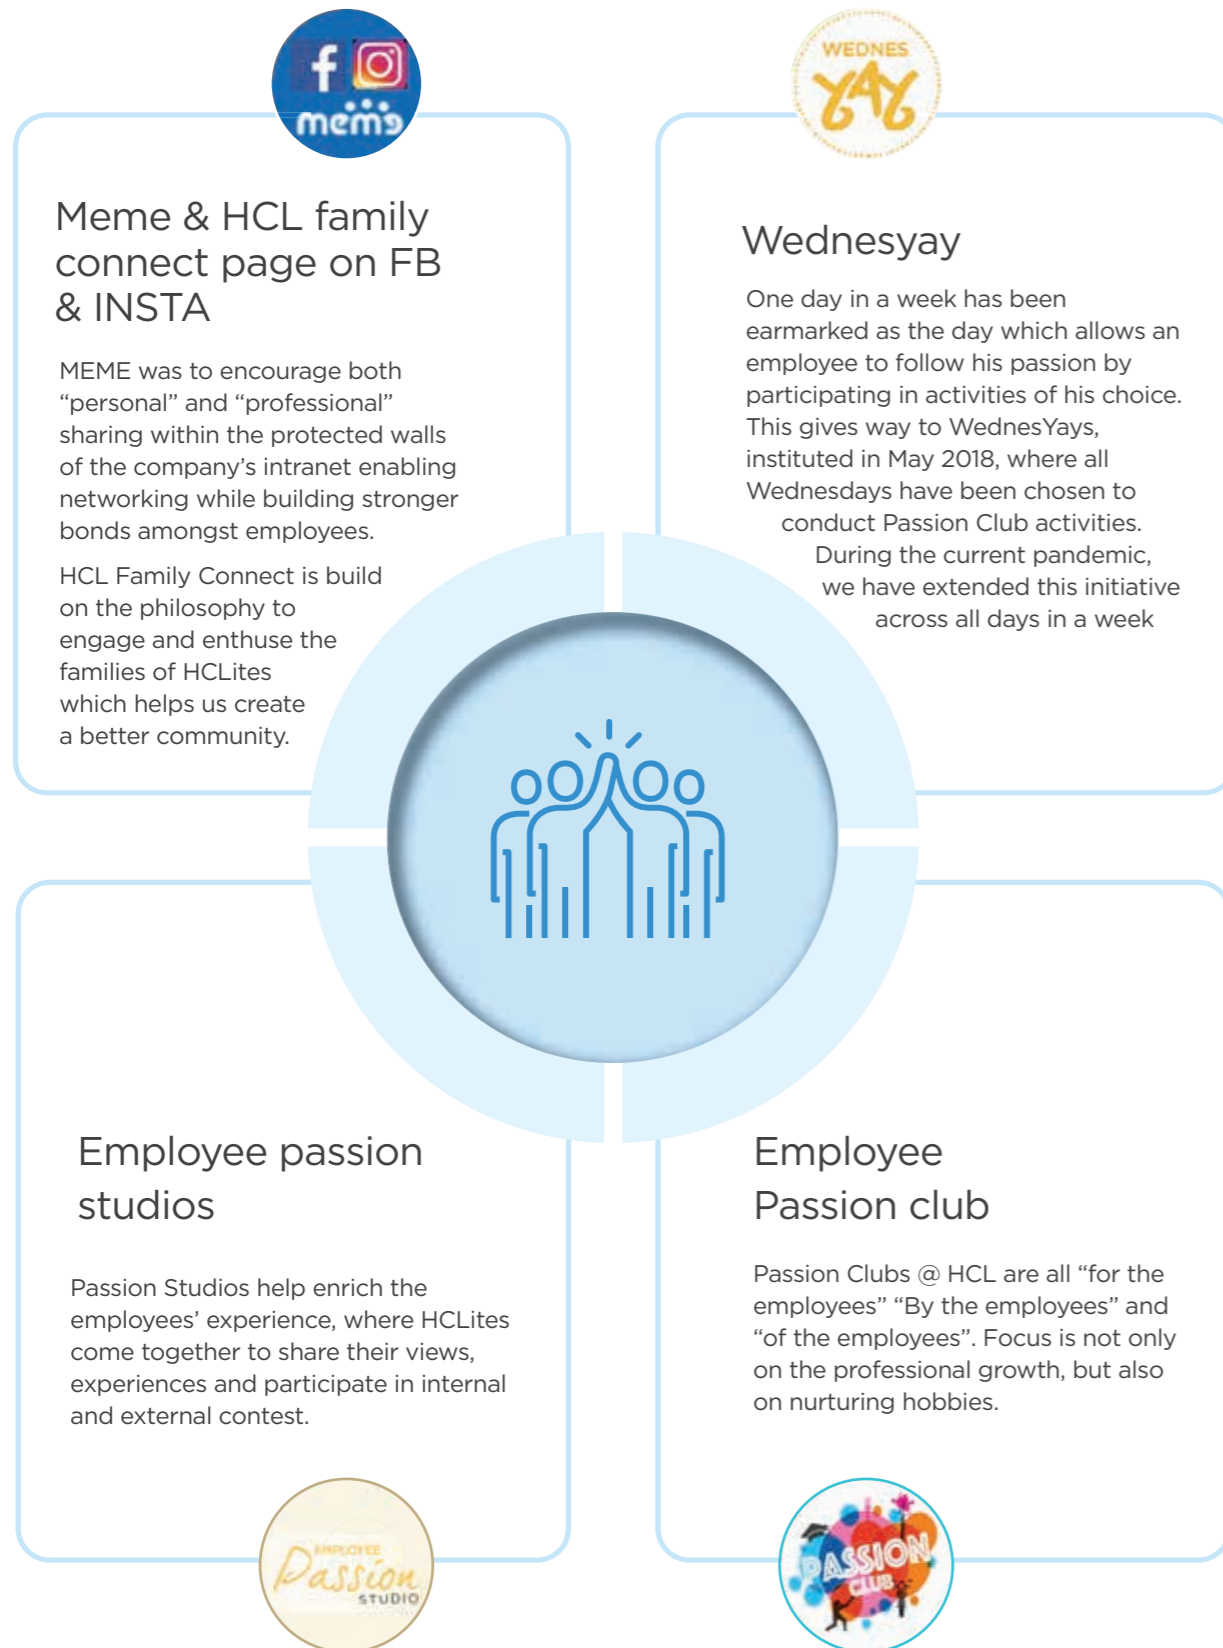 f
meme
Meme & HCL family
connect page on FB
& INSTA
MEME was to encourage both
“personal” and “professional”
sharing within the protected walls
of the company’s intranet enabling
networking while building stronger
bonds amongst employees.
HCL Family Connect is build
on the philosophy to
engage and enthuse the
families of HCLites
which helps us create
a better community.
WEDNES
YAY
Wednesyay
One day in a week has been
earmarked as the day which allows an
employee to follow his passion by
participating in activities of his choice.
This gives way to WednesYays,
instituted in May 2018, where all
Wednesdays have been chosen to
conduct Passion Club activities.
During the current pandemic,
we have extended this initiative
across all days in a week
Employee passion
studios
Passion Studios help enrich the
employees’ experience, where HCLites
come together to share their views,
experiences and participate in internal
and external contest.
EMPLOYEE
Passion
STUDIO
Employee
Passion club
Passion Clubs @ HCL are all “for the
employees” “By the employees” and
“of the employees”. Focus is not only
on the professional growth, but also
on nurturing hobbies.
PASSION
CLUB